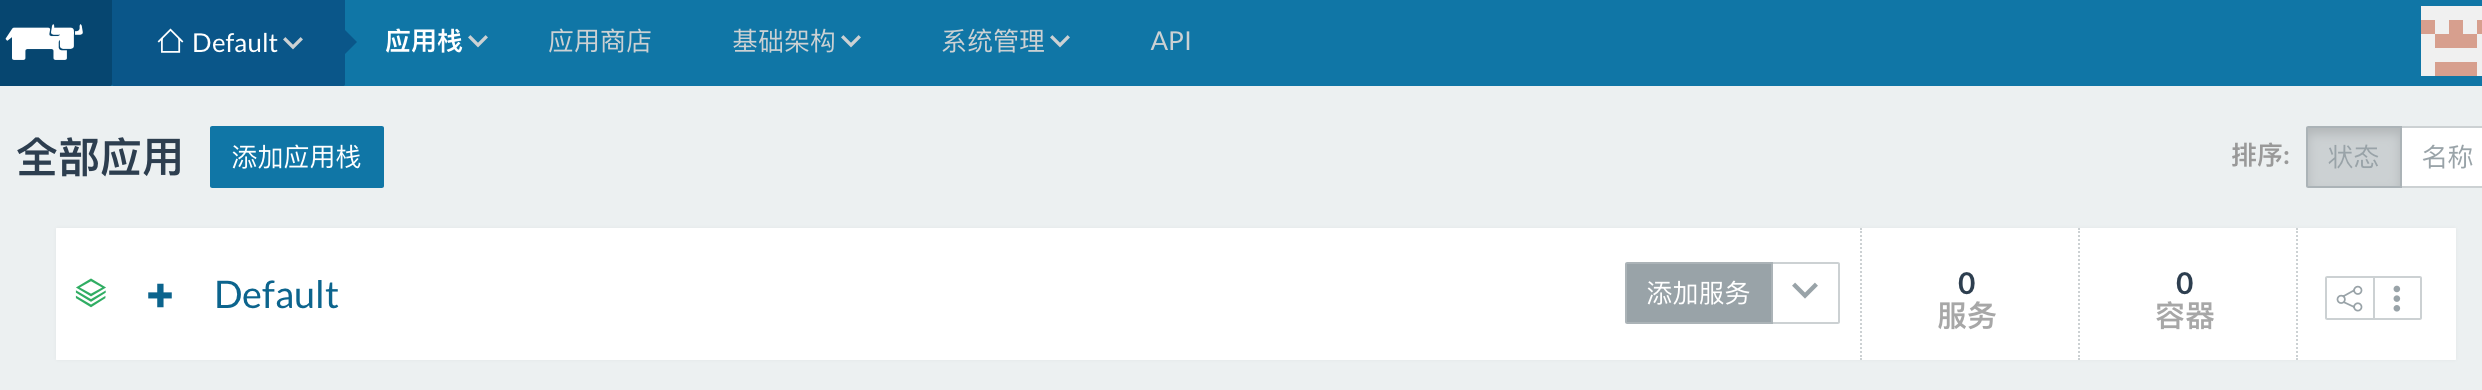 Default 应用栈 应用商店 基础架构 系统管理 API
全部应用 添加应用栈 排序: 状态 名称
Default 添加服务 0 服务 0 容器